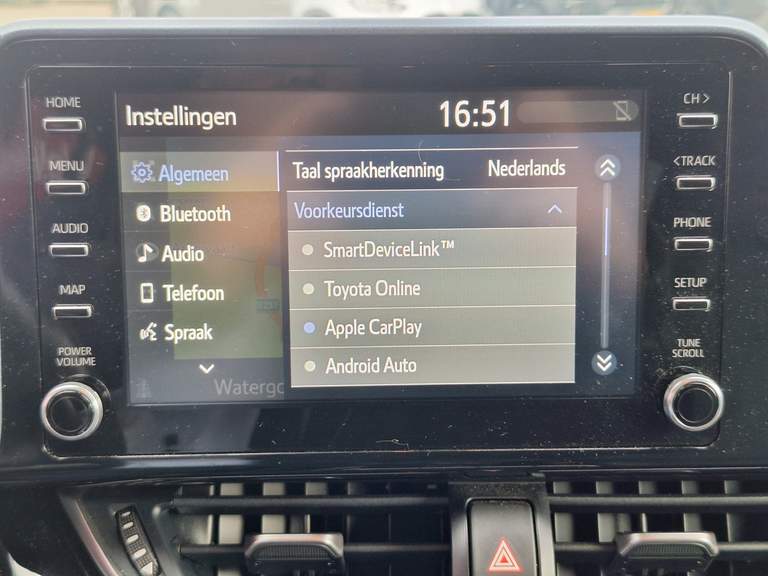 HOME
MENU
AUDIO
MAP
POWER
VOLUME
Instellingen
16:51
Algemeen
Bluetooth
Audio
Telefoon
Spraak
Taal spraakherkenning Nederlands
Voorkeursdienst
SmartDeviceLink™
Toyota Online
Apple CarPlay
Android Auto
CH >
< TRACK
PHONE
SETUP
TUNE
SCROLL